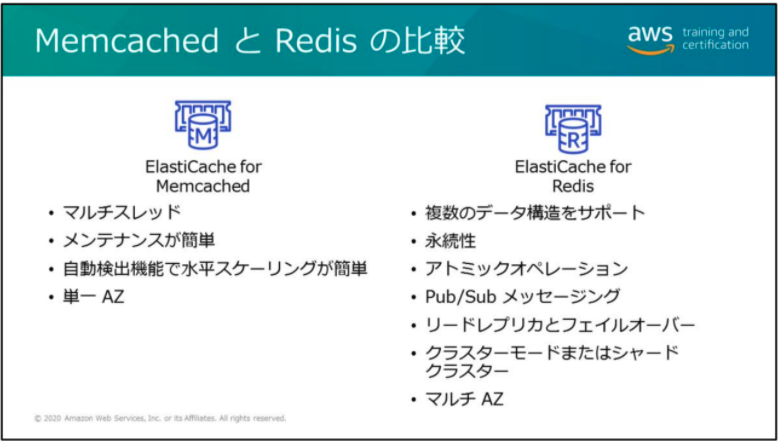 Memcached と Redis の比較
aws training and
certification
M
ElastiCache for
Memcached
• マルチスレッド
• メンテナンスが簡単
• 自動検出機能で水平スケーリングが簡単
• 単一 AZ
R
ElastiCache for
Redis
• 複数のデータ構造をサポート
• 永続性
• アトミックオペレーション
• Pub/Sub メッセージング
• リードレプリカとフェイルオーバー
• クラスターモードまたはシャード
クラスター
• マルチ AZ
© 2020 Amazon Web Services, Inc. or its Affiliates. All rights reserved.